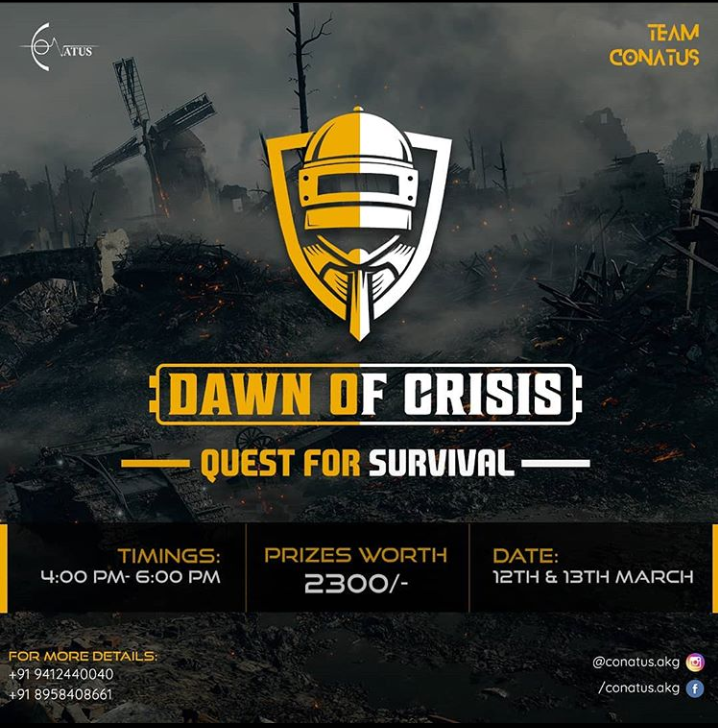 CONATUS
TEAM
CONATUS
DAWN OF CRISIS
QUEST FOR SURVIVAL
TIMINGS:
4:00 PM- 6:00 PM
PRIZES WORTH
2300/-
DATE:
12TH & 13TH MARCH
FOR MORE DETAILS:
+91 9412440040
+91 8958408661
@conatus.akg
/conatus.akg